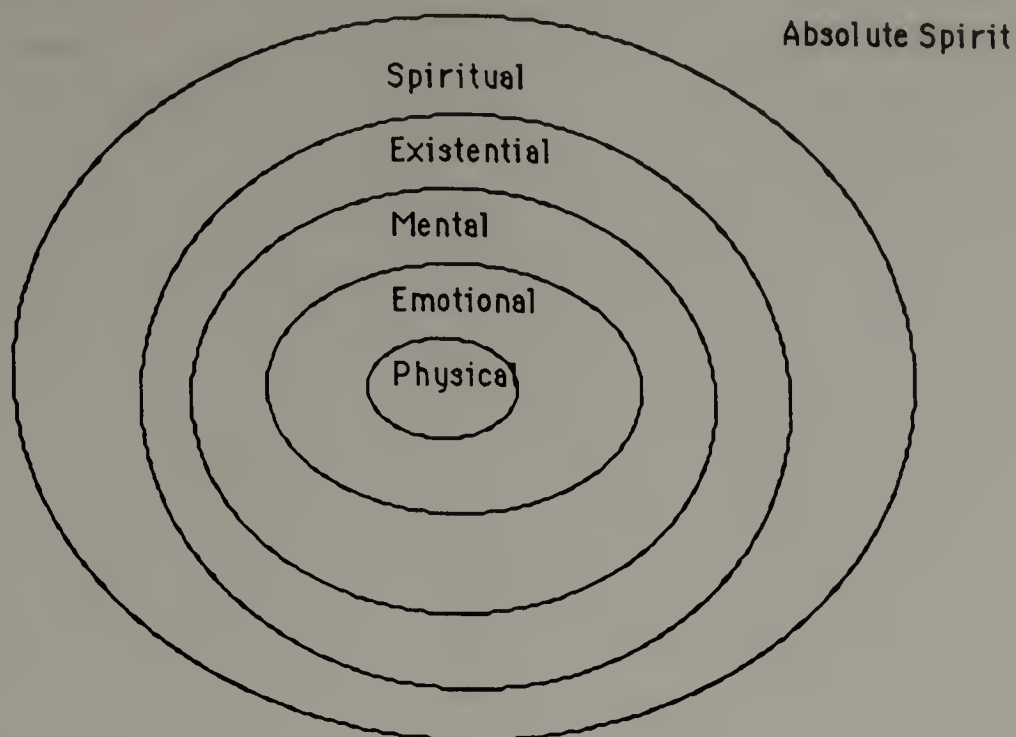 Absolute Spirit
Spiritual
Existential
Mental
Emotional
Physical